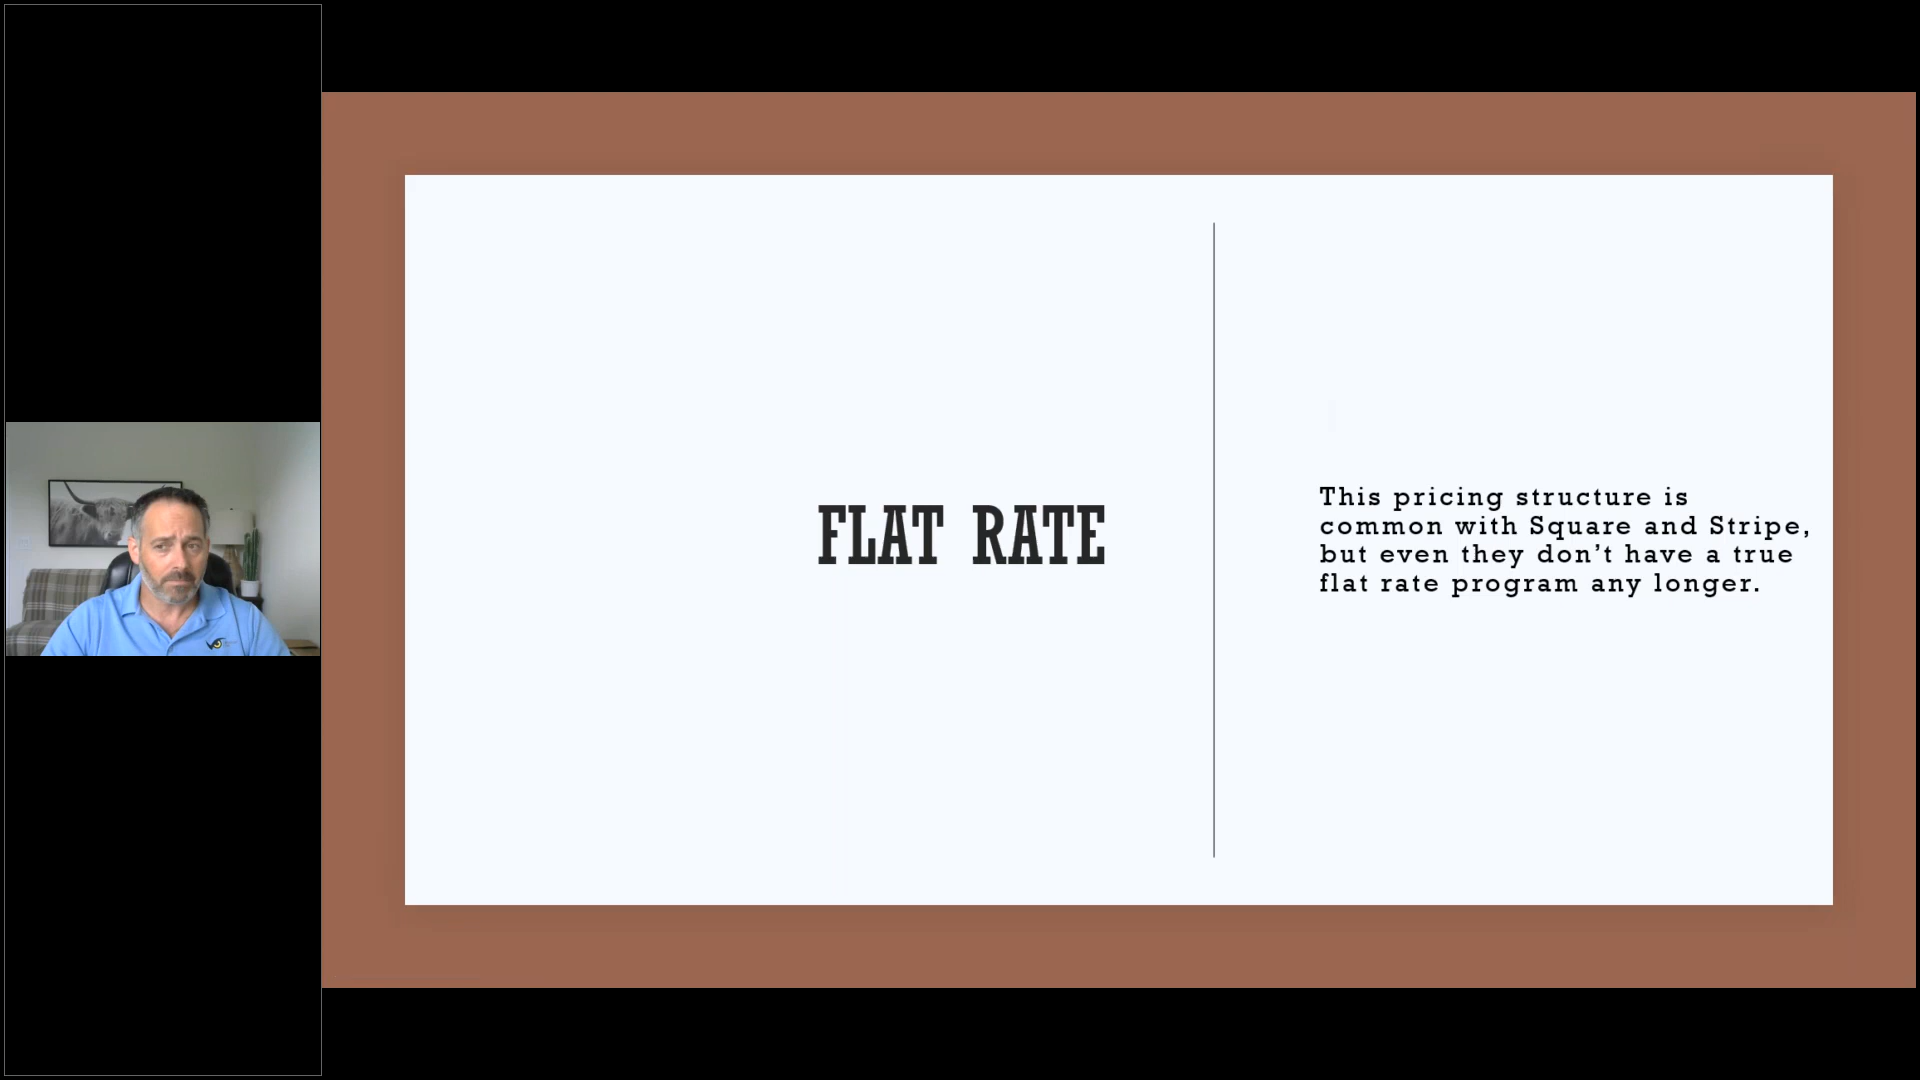 FLAT RATE
This pricing structure is
common with Square and Stripe,
but even they don’t have a true
flat rate program any longer.